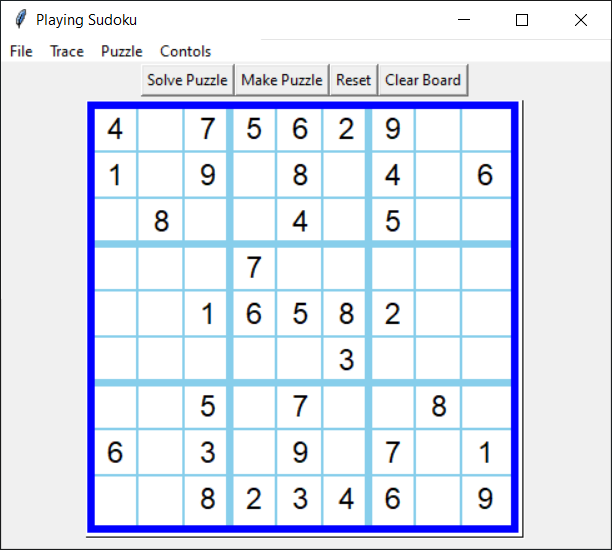 Playing Sudoku
File Trace Puzzle Contols
Solve Puzzle Make Puzzle Reset Clear Board
4 7 5 6 2 9
1 9 8 4 6
8 4 5
7
1 6 5 8 2
3
5 7 8
6 3 9 7 1
8 2 3 4 6 9